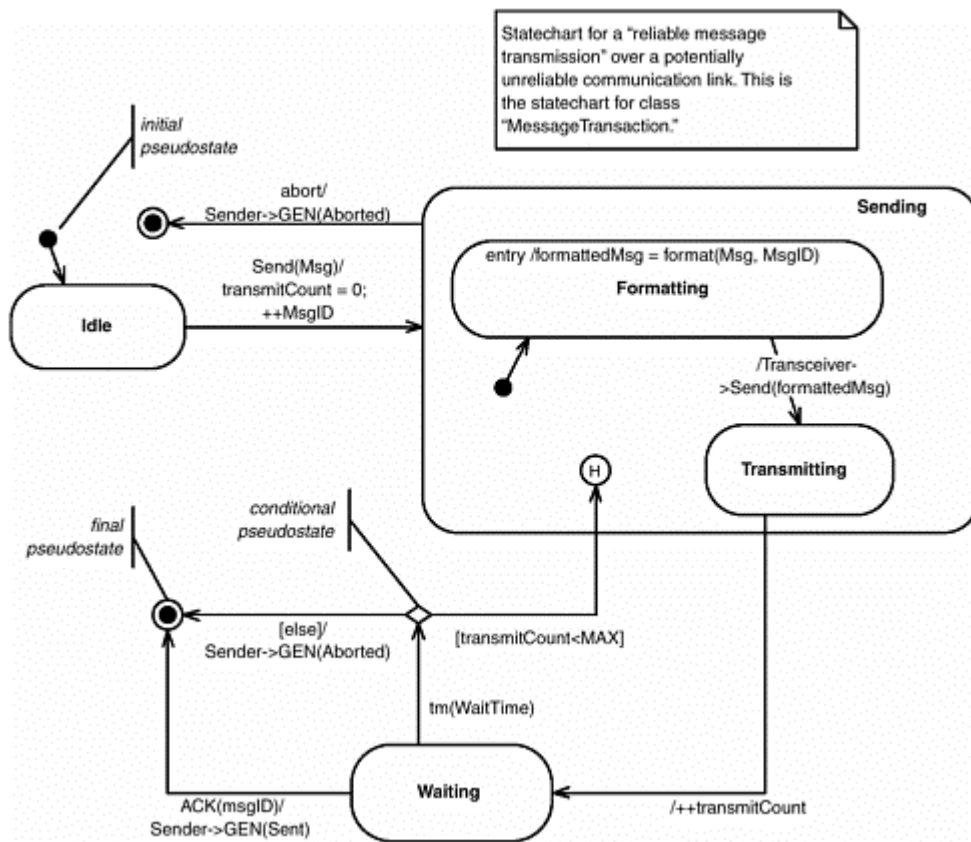 Statechart for a “reliable message
transmission” over a potentially
unreliable communication link. This is
the statechart for class
“MessageTransaction.”
initial
pseudostate
abort/
Sender->GEN(Aborted)
Sending
entry /formattedMsg = format(Msg, MsgID)
Formatting
Send(Msg)/
transmitCount = 0;
++MsgID
Idle
/Transceiver-
>Send(formattedMsg)
Transmitting
H
conditional
pseudostate
final
pseudostate
[else]/
Sender->GEN(Aborted)
[transmitCount<MAX]
tm(WaitTime)
Waiting
ACK(msgID)/
Sender->GEN(Sent)
/++transmitCount